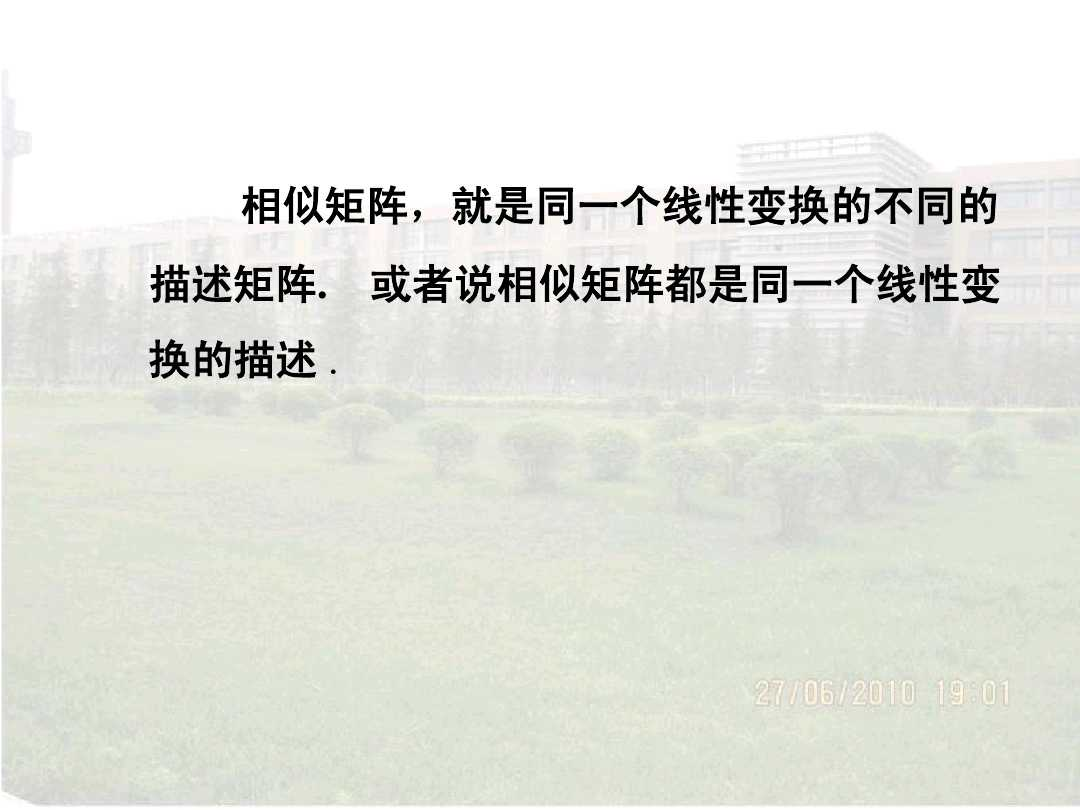 相似矩阵，就是同一个线性变换的不同的
描述矩阵. 或者说相似矩阵都是同一个线性变
换的描述 .
27/06/2010 19:01